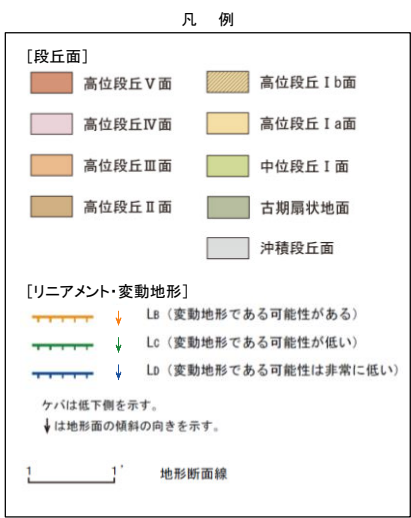 凡 例
[段丘面]
高位段丘Ⅴ面
高位段丘Ⅳ面
高位段丘Ⅲ面
高位段丘Ⅱ面
高位段丘Ⅰb面
高位段丘Ⅰa面
中位段丘Ⅰ面
古期扇状地面
沖積段丘面
[リニアメント・変動地形]
LB（変動地形である可能性がある）
LC（変動地形である可能性が低い）
LD（変動地形である可能性は非常に低い）
ケバは低下側を示す。
↓は地形面の傾斜の向きを示す。
1 1' 地形断面線